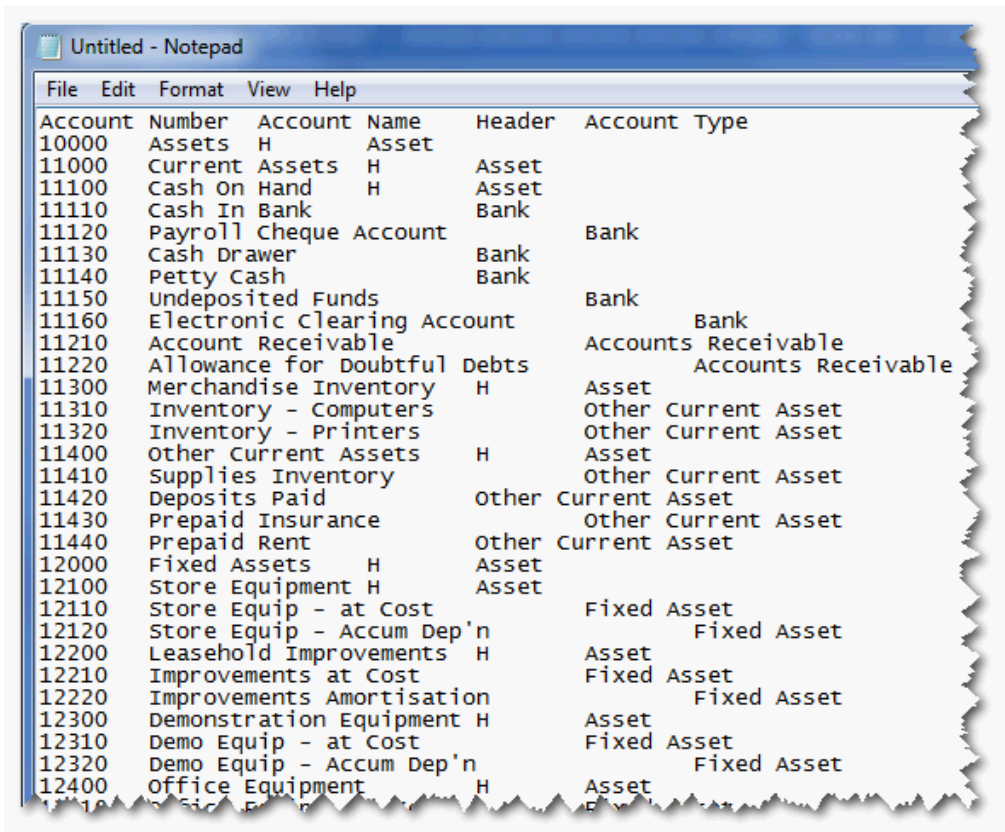 Untitled - Notepad
File Edit Format View Help
Account Number Account Name Header Account Type
10000 Assets H Asset
11000 Current Assets H Asset
11100 Cash On Hand H Asset
11110 Cash In Bank Bank
11120 Payroll Cheque Account Bank
11130 Cash Drawer Bank
11140 Petty Cash Bank
11150 Undeposited Funds Bank
11160 Electronic Clearing Account Bank
11210 Account Receivable Accounts Receivable
11220 Allowance for Doubtful Debts Accounts Receivable
11300 Merchandise Inventory H Asset
11310 Inventory - Computers Other Current Asset
11320 Inventory - Printers Other Current Asset
11400 Other Current Assets H Asset
11410 Supplies Inventory Other Current Asset
11420 Deposits Paid Other Current Asset
11430 Prepaid Insurance Other Current Asset
11440 Prepaid Rent Other Current Asset
12000 Fixed Assets H Asset
12100 Store Equipment H Asset
12110 Store Equip - at Cost Fixed Asset
12120 Store Equip - Accum Dep'n Fixed Asset
12200 Leasehold Improvements H Asset
12210 Improvements at Cost Fixed Asset
12220 Improvements Amortisation Fixed Asset
12300 Demonstration Equipment H Asset
12310 Demo Equip - at Cost Fixed Asset
12320 Demo Equip - Accum Dep'n Fixed Asset
12400 Office Equipment H Asset